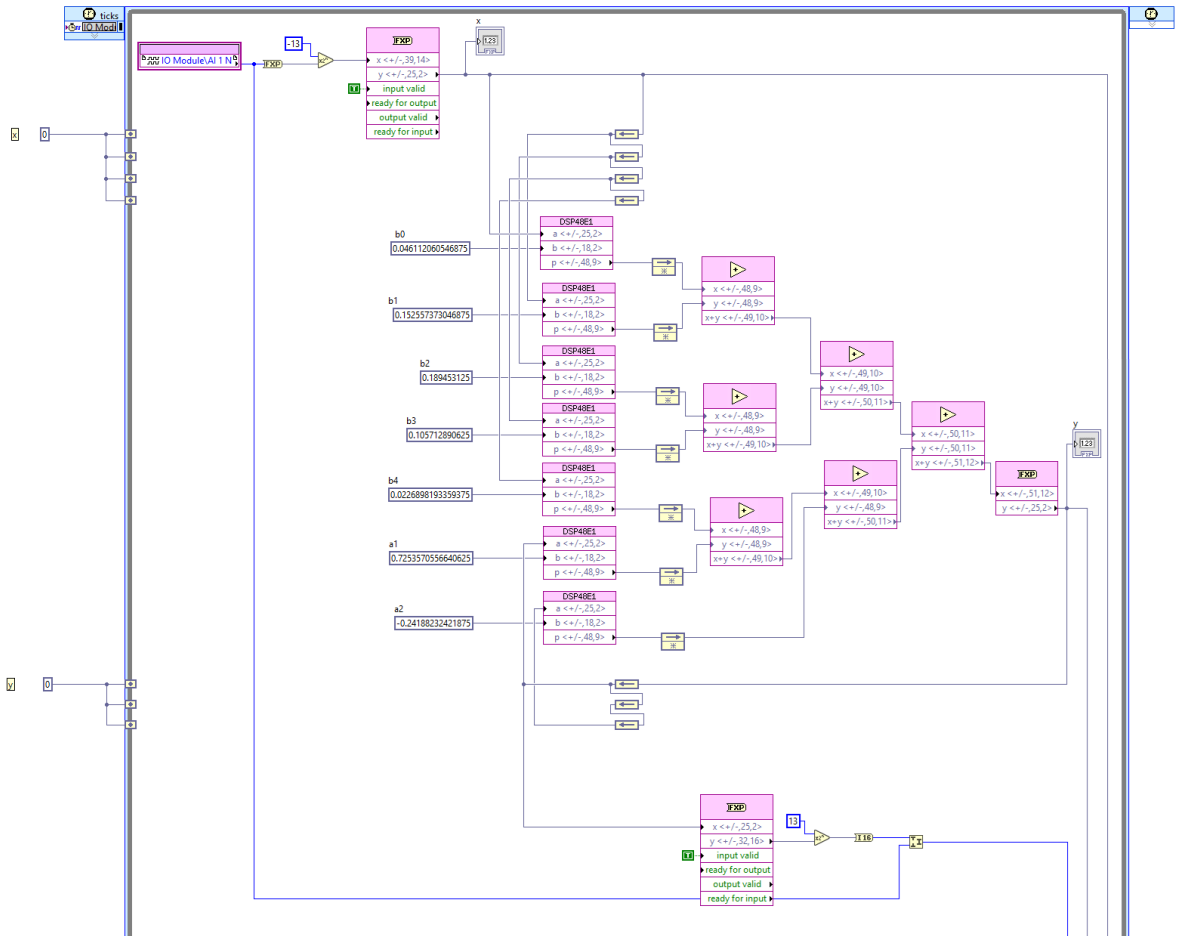 ticks
IO Modi
x
-13
FXP
x <+/-,39,14>
y <+/-,25,2>
input valid
ready for output
output valid
ready for input
1.23
IO Module\AI 1 N
FXP
x2ⁿ
T
x
0
DSP48E1
a <+/-,25,2>
b <+/-,18,2>
p <+/-,48,9>
b0
0.046112060546875
x <+/-,48,9>
y <+/-,48,9>
x+y <+/-,49,10>
DSP48E1
a <+/-,25,2>
b <+/-,18,2>
p <+/-,48,9>
b1
0.152557373046875
DSP48E1
a <+/-,25,2>
b <+/-,18,2>
p <+/-,48,9>
b2
0.189453125
x <+/-,49,10>
y <+/-,49,10>
x+y <+/-,50,11>
x <+/-,48,9>
y <+/-,48,9>
x+y <+/-,49,10>
DSP48E1
a <+/-,25,2>
b <+/-,18,2>
p <+/-,48,9>
b3
0.105712890625
x <+/-,50,11>
y <+/-,50,11>
x+y <+/-,51,12>
y
1.23
DSP48E1
a <+/-,25,2>
b <+/-,18,2>
p <+/-,48,9>
b4
0.0226898193359375
x <+/-,49,10>
y <+/-,48,9>
x+y <+/-,50,11>
FXP
x <+/-,51,12>
y <+/-,25,2>
x <+/-,48,9>
y <+/-,48,9>
x+y <+/-,49,10>
DSP48E1
a <+/-,25,2>
b <+/-,18,2>
p <+/-,48,9>
a1
0.7253570556640625
DSP48E1
a <+/-,25,2>
b <+/-,18,2>
p <+/-,48,9>
a2
-0.24188232421875
y
0
FXP
x <+/-,25,2>
y <+/-,32,16>
input valid
ready for output
output valid
ready for input
13
x2ⁿ
I16
T